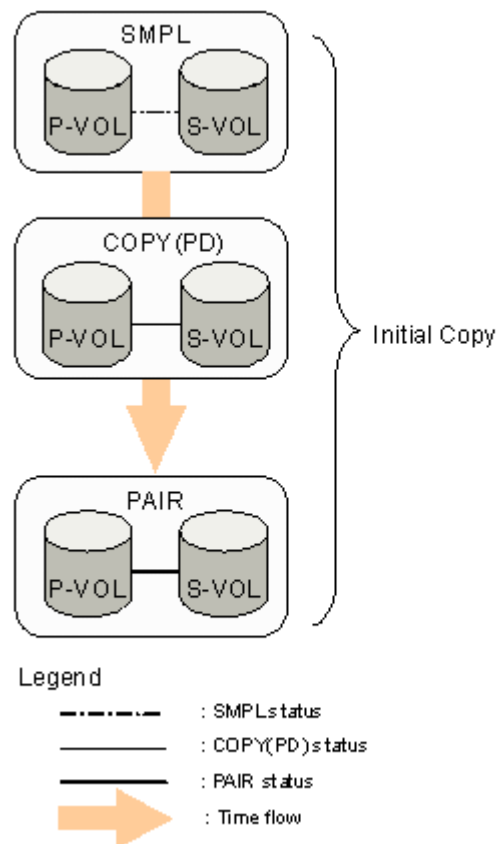 SMPL
P-VOL S-VOL
COPY(PD)
P-VOL S-VOL
Initial Copy
PAIR
P-VOL S-VOL
Legend
: SMPL status
: COPY(PD) status
: PAIR status
: Time flow